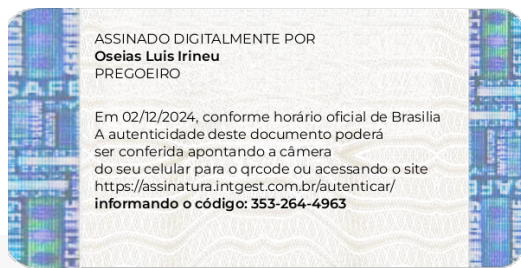 ASSINADO DIGITALMENTE POR
Oseias Luis Irineu
PREGOEIRO
Em 02/12/2024, conforme horário oficial de Brasilia
A autenticidade deste documento poderá
ser conferida apontando a câmera
do seu celular para o qrcode ou acessando o site
https://assinatura.intgest.com.br/autenticar/
informando o código: 353-264-4963